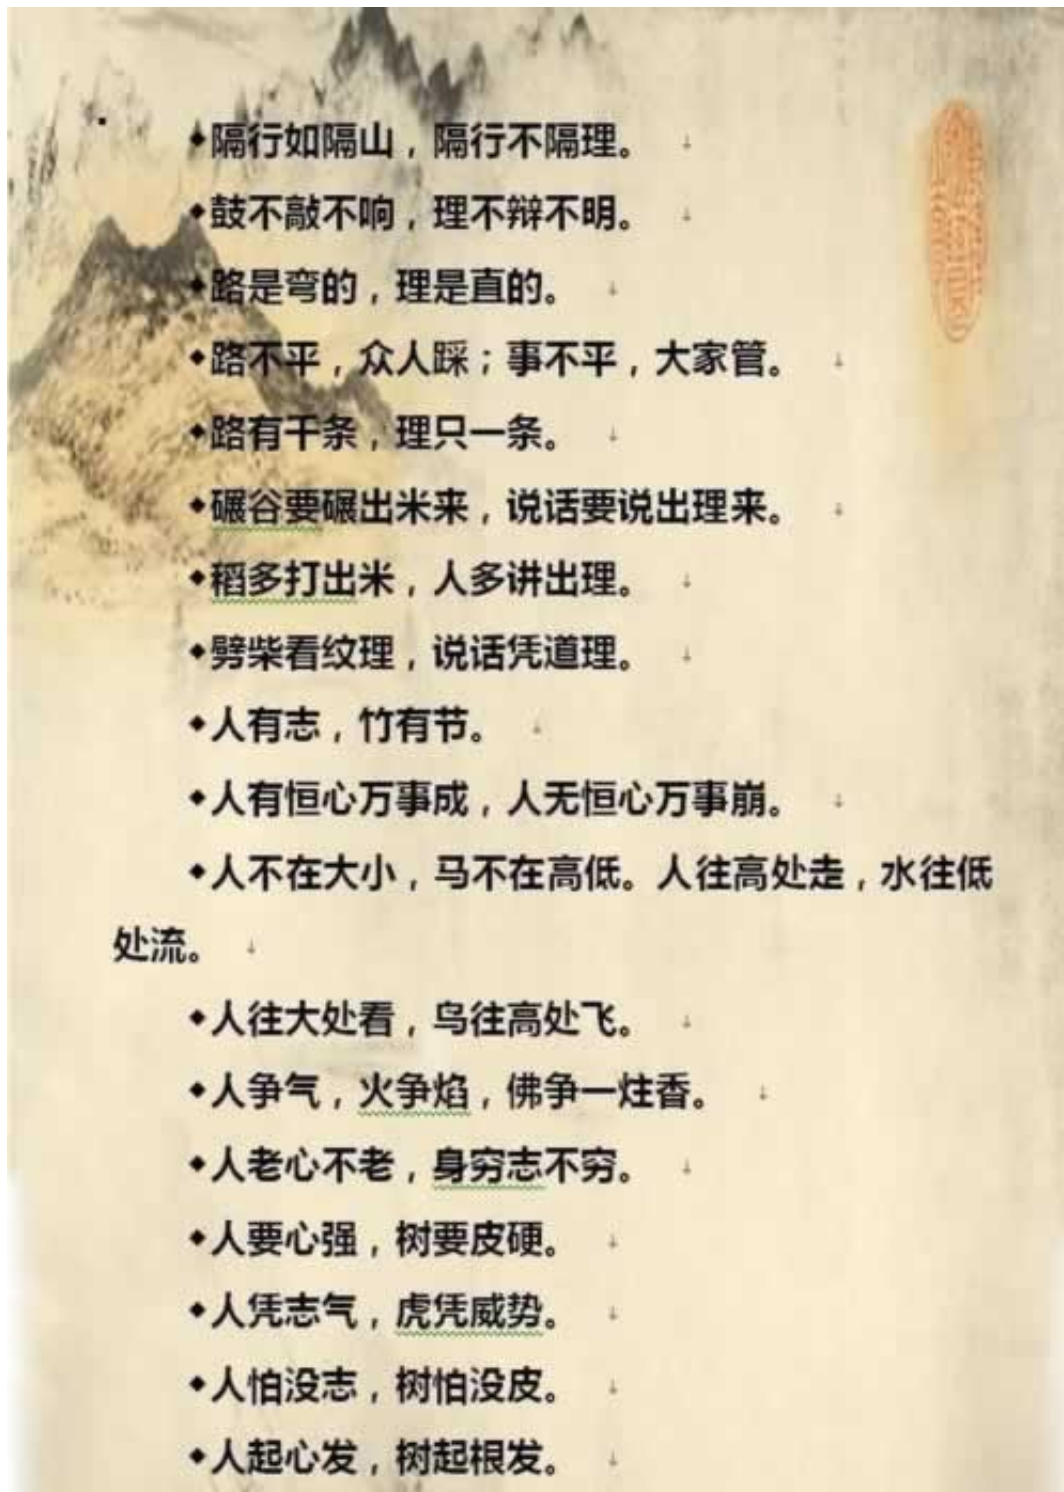 ◆隔行如隔山，隔行不隔理。↓
◆鼓不敲不响，理不辩不明。↓
◆路是弯的，理是直的。↓
◆路不平，众人踩；事不平，大家管。↓
◆路有千条，理只一条。↓
◆碾谷要碾出米来，说话要说出理来。↓
◆稻多打出米，人多讲出理。↓
◆劈柴看纹理，说话凭道理。↓
◆人有志，竹有节。↓
◆人有恒心万事成，人无恒心万事崩。↓
◆人不在大小，马不在高低。人往高处走，水往低
处流。↓
◆人往大处看，鸟往高处飞。↓
◆人争气，火争焰，佛争一炷香。↓
◆人老心不老，身穷志不穷。↓
◆人要心强，树要皮硬。↓
◆人凭志气，虎凭威势。↓
◆人怕没志，树怕没皮。↓
◆人起心发，树起根发。↓